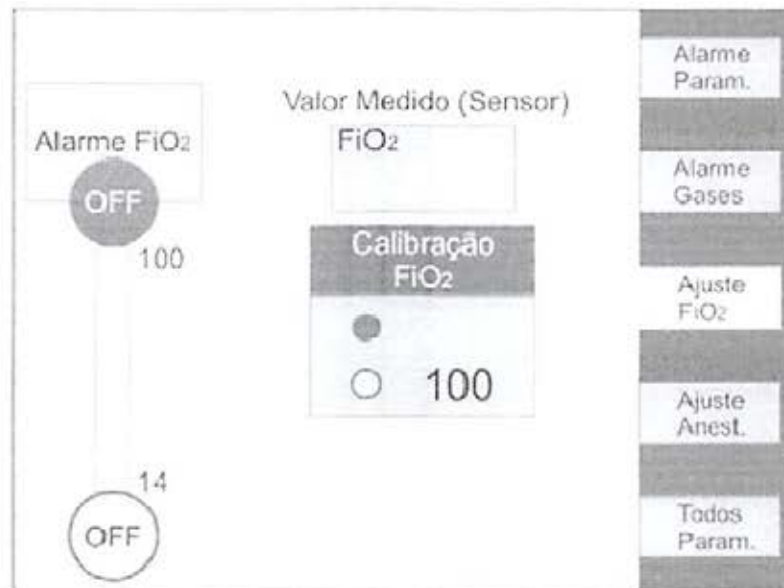 Alarme FiO2
OFF
100
14
OFF
Valor Medido (Sensor)
FiO2
Calibração
FiO2
100
Alarme
Param.
Alarme
Gases
Ajuste
FiO2
Ajuste
Anest.
Todos
Param.